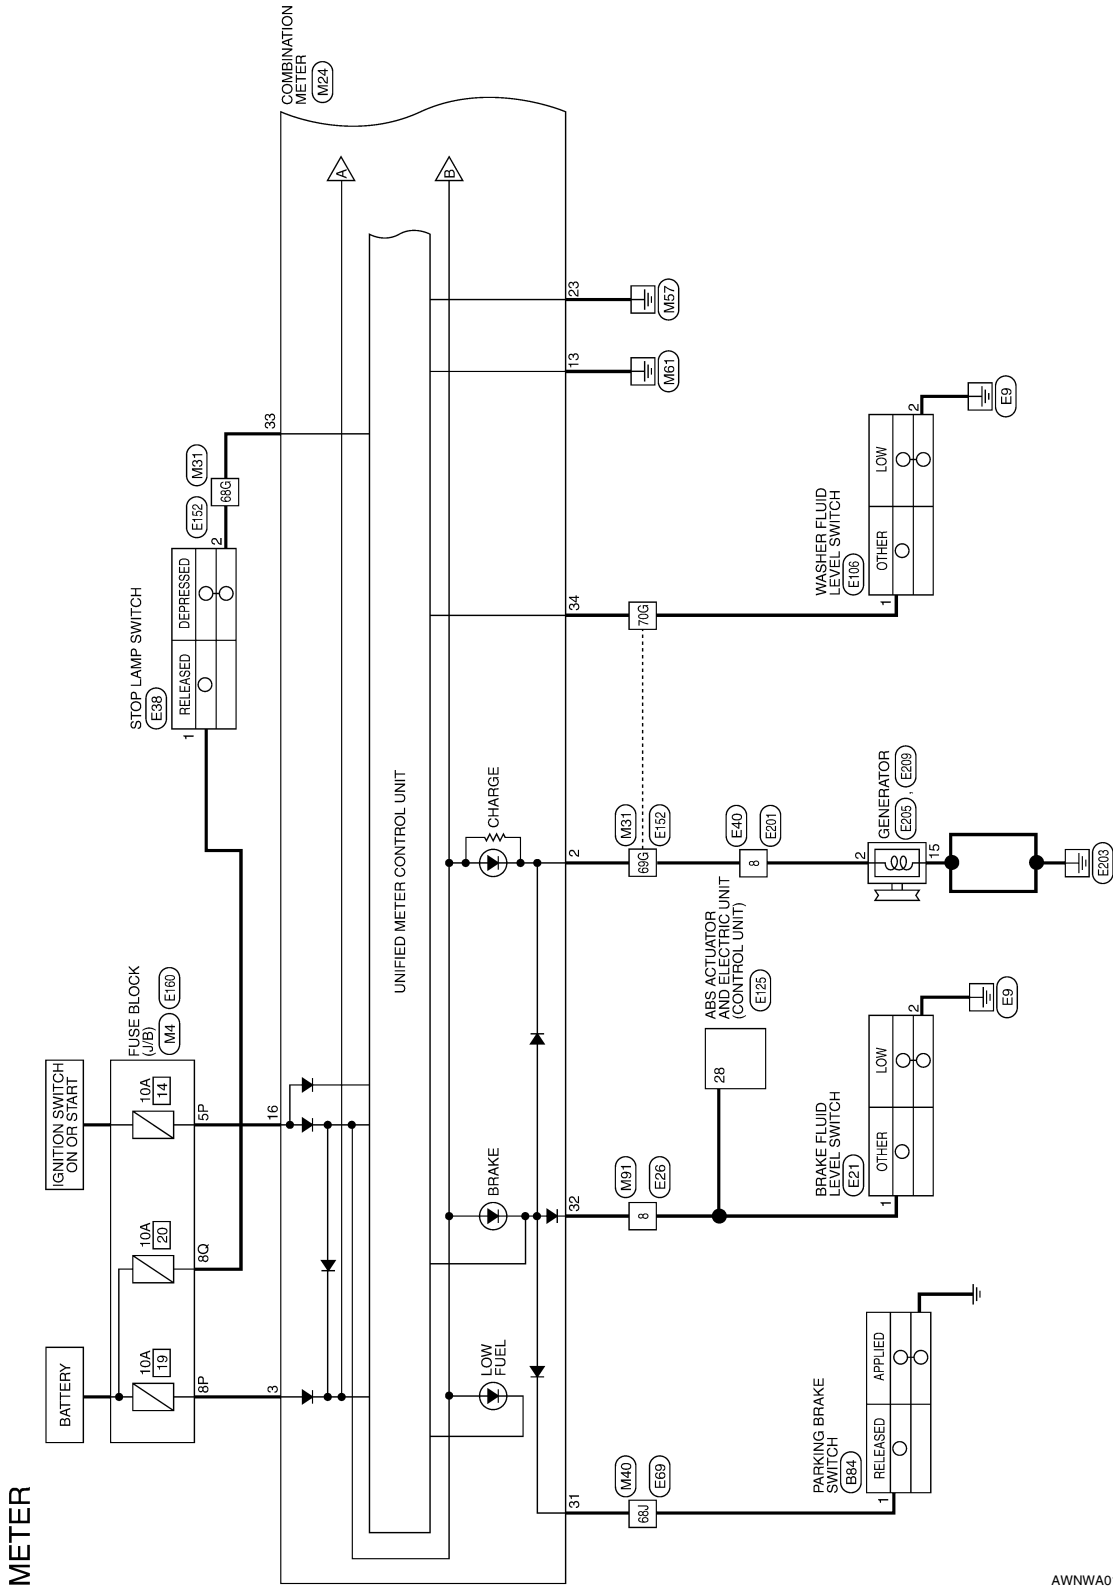 METER
BATTERY
IGNITION SWITCH
ON OR START
FUSE BLOCK
(J/B)
M4
E160
10A
19
10A
20
10A
14
8P
8Q
5P
STOP LAMP SWITCH
E38
RELEASED
DEPRESSED
1
2
E152
M31
68G
3
16
33
COMBINATION
METER
M24
A
UNIFIED METER CONTROL UNIT
B
LOW
FUEL
BRAKE
CHARGE
31
32
2
34
13
23
M40
E69
68J
M91
E26
8
M31
E152
69G
70G
M61
M57
E40
E201
8
ABS ACTUATOR
AND ELECTRIC UNIT
(CONTROL UNIT)
E125
28
PARKING BRAKE
SWITCH
B84
RELEASED
APPLIED
1
BRAKE FLUID
LEVEL SWITCH
E21
OTHER
LOW
1
2
E9
GENERATOR
E205 , E209
2
15
E203
WASHER FLUID
LEVEL SWITCH
E106
OTHER
LOW
1
2
E9
AWNWA0